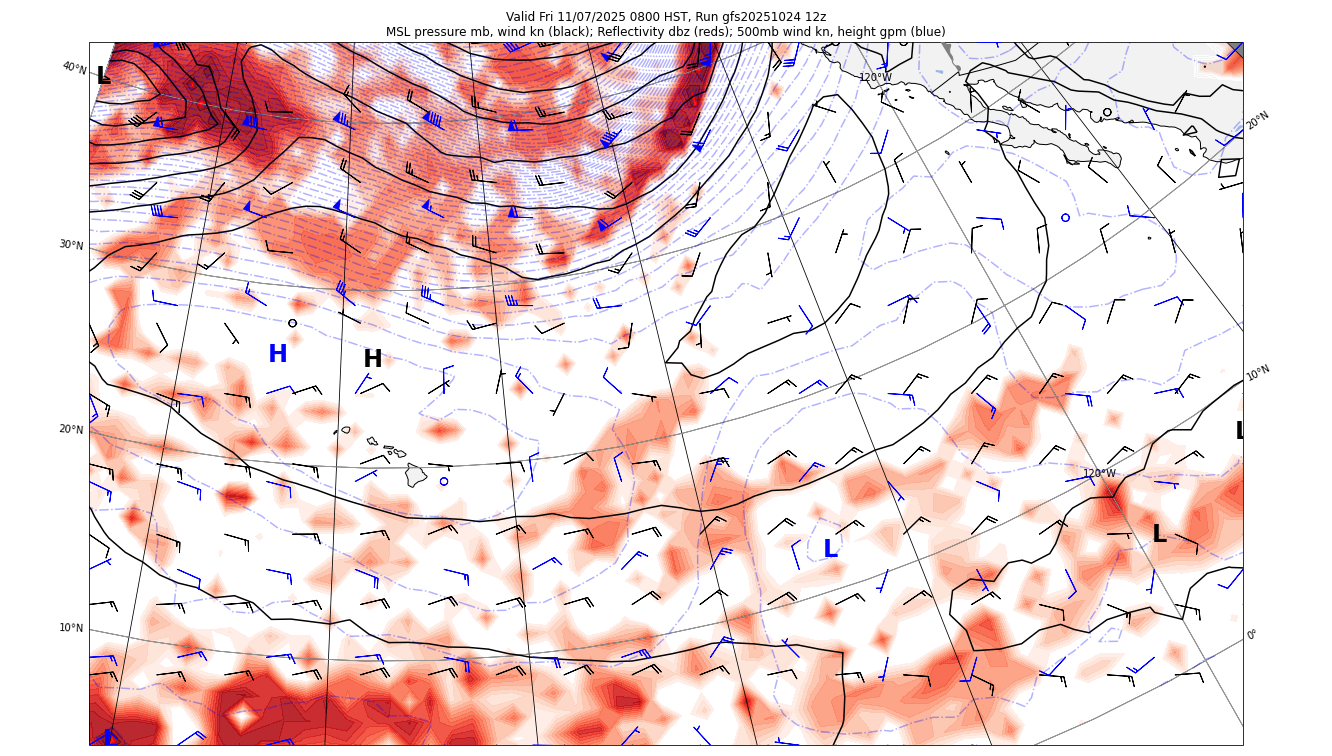 Valid Fri 11/07/2025 0800 HST, Run gfs20251024 12z
MSL pressure mb, wind kn (black); Reflectivity dbz (reds); 500mb wind kn, height gpm (blue)
40°N
L
120°W
20°N
30°N
H
H
10°N
20°N
L
120°W
L
L
10°N
0°
L